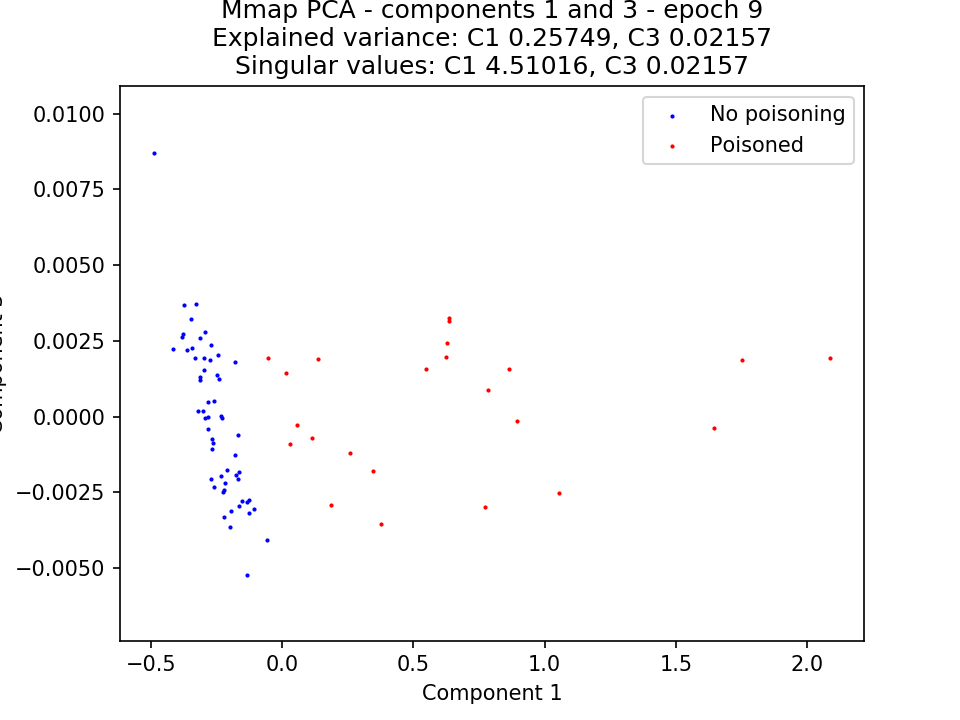 Mmap PCA - components 1 and 3 - epoch 9
Explained variance: C1 0.25749, C3 0.02157
Singular values: C1 4.51016, C3 0.02157
No poisoning
Poisoned
0.0100
0.0075
0.0050
0.0025
0.0000
−0.0025
−0.0050
−0.5
0.0
0.5
1.0
1.5
2.0
Component 1